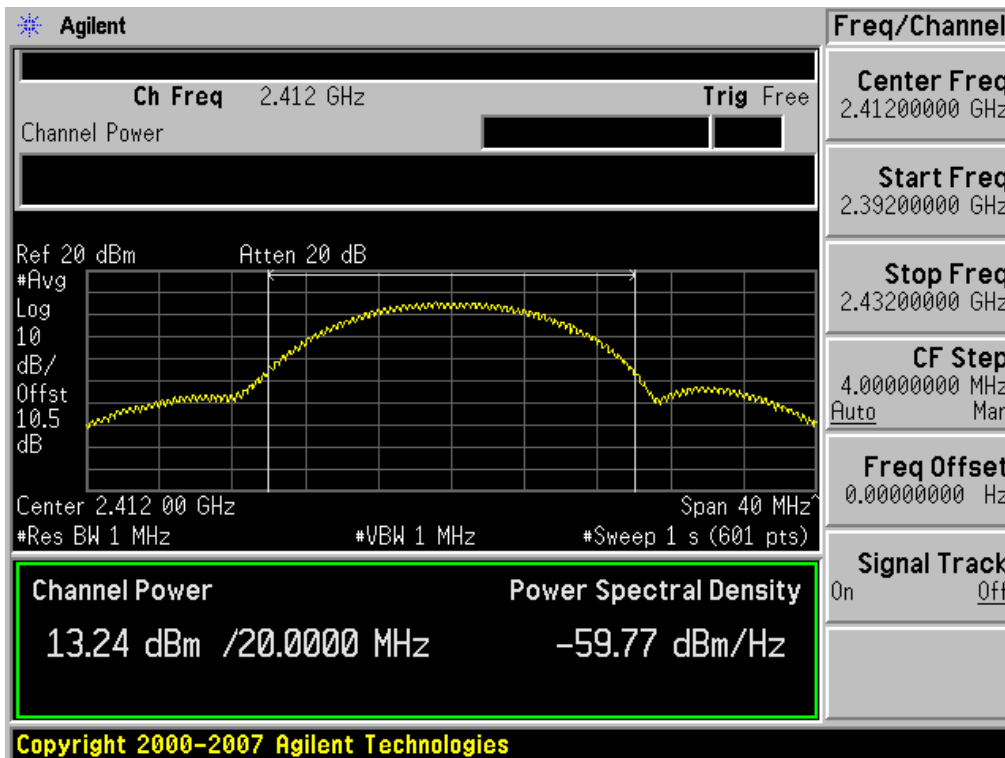 Agilent
Freq/Channel
Ch Freq 2.412 GHz Trig Free
Channel Power
Center Freq
2.41200000 GHz
Start Freq
2.39200000 GHz
Stop Freq
2.43200000 GHz
CF Step
4.00000000 MHz
Auto Man
Freq Offset
0.00000000 Hz
Signal Track
On Off
Ref 20 dBm Atten 20 dB
#Avg
Log
10
dB/
Offst
10.5
dB
Center 2.412 00 GHz Span 40 MHz^
#Res BW 1 MHz #VBW 1 MHz #Sweep 1 s (601 pts)
Channel Power Power Spectral Density
13.24 dBm /20.0000 MHz -59.77 dBm/Hz
Copyright 2000-2007 Agilent Technologies